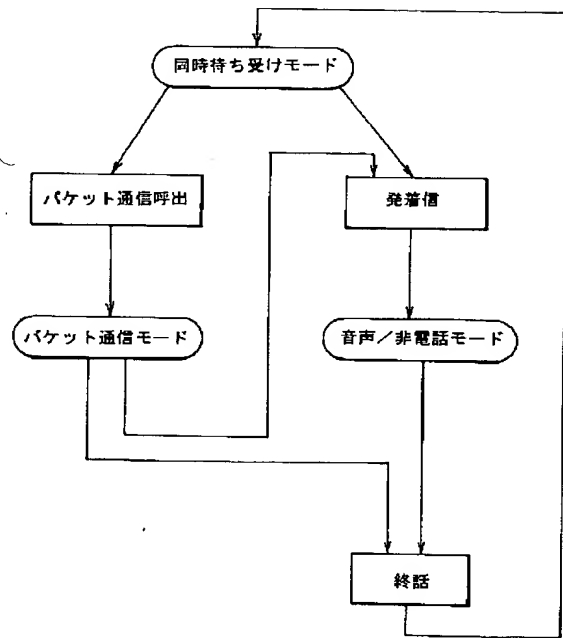 同時待ち受けモード
パケット通信呼出
発着信
パケット通信モード
音声／非電話モード
終話